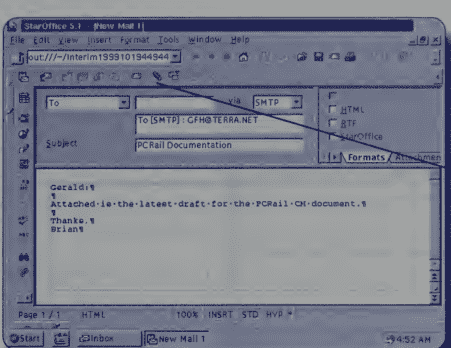 StarOffice 5.1 [New Mail 1]
File Edit View Insert Format Tools Window Help
out:///~/Interim1999101944944
To via SMTP
To [SMTP] : GFH@TERRA.NET
Subject PCRail Documentation
HTML
RTF
StarOffice
Formats Attachmen
Gerald:¶
¶
Attached·is·the·latest·draft·for·the·PCRail·CM·document.¶
¶
Thanks.¶
Brian¶
Page 1 / 1 HTML 100% INSRT STD HYP *
Start Inbox New Mail 1 4:52 AM